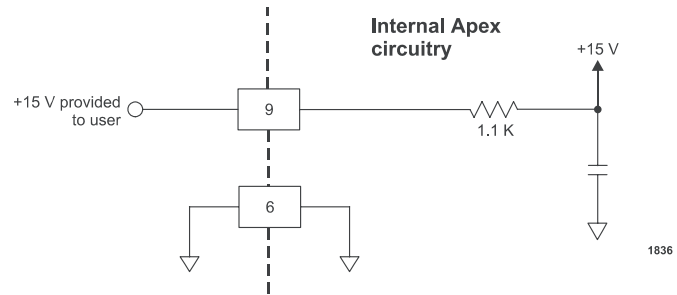 Internal Apex
circuitry
+15 V
+15 V provided
to user
9
1.1 K
6
1836